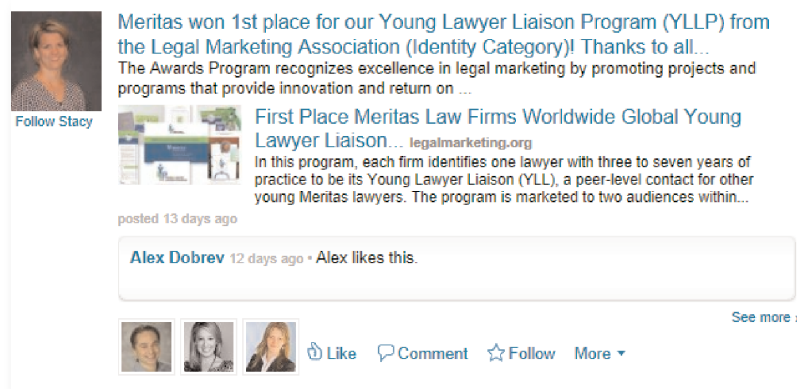 Meritas won 1st place for our Young Lawyer Liaison Program (YLLP) from
the Legal Marketing Association (Identity Category)! Thanks to all...
The Awards Program recognizes excellence in legal marketing by promoting projects and
programs that provide innovation and return on ...
Follow Stacy
First Place Meritas Law Firms Worldwide Global Young
Lawyer Liaison... legalmarketing.org
In this program, each firm identifies one lawyer with three to seven years of
practice to be its Young Lawyer Liaison (YLL), a peer-level contact for other
young Meritas lawyers. The program is marketed to two audiences within...
posted 13 days ago
Alex Dobrev 12 days ago • Alex likes this.
See more ›
Like Comment Follow More ▾